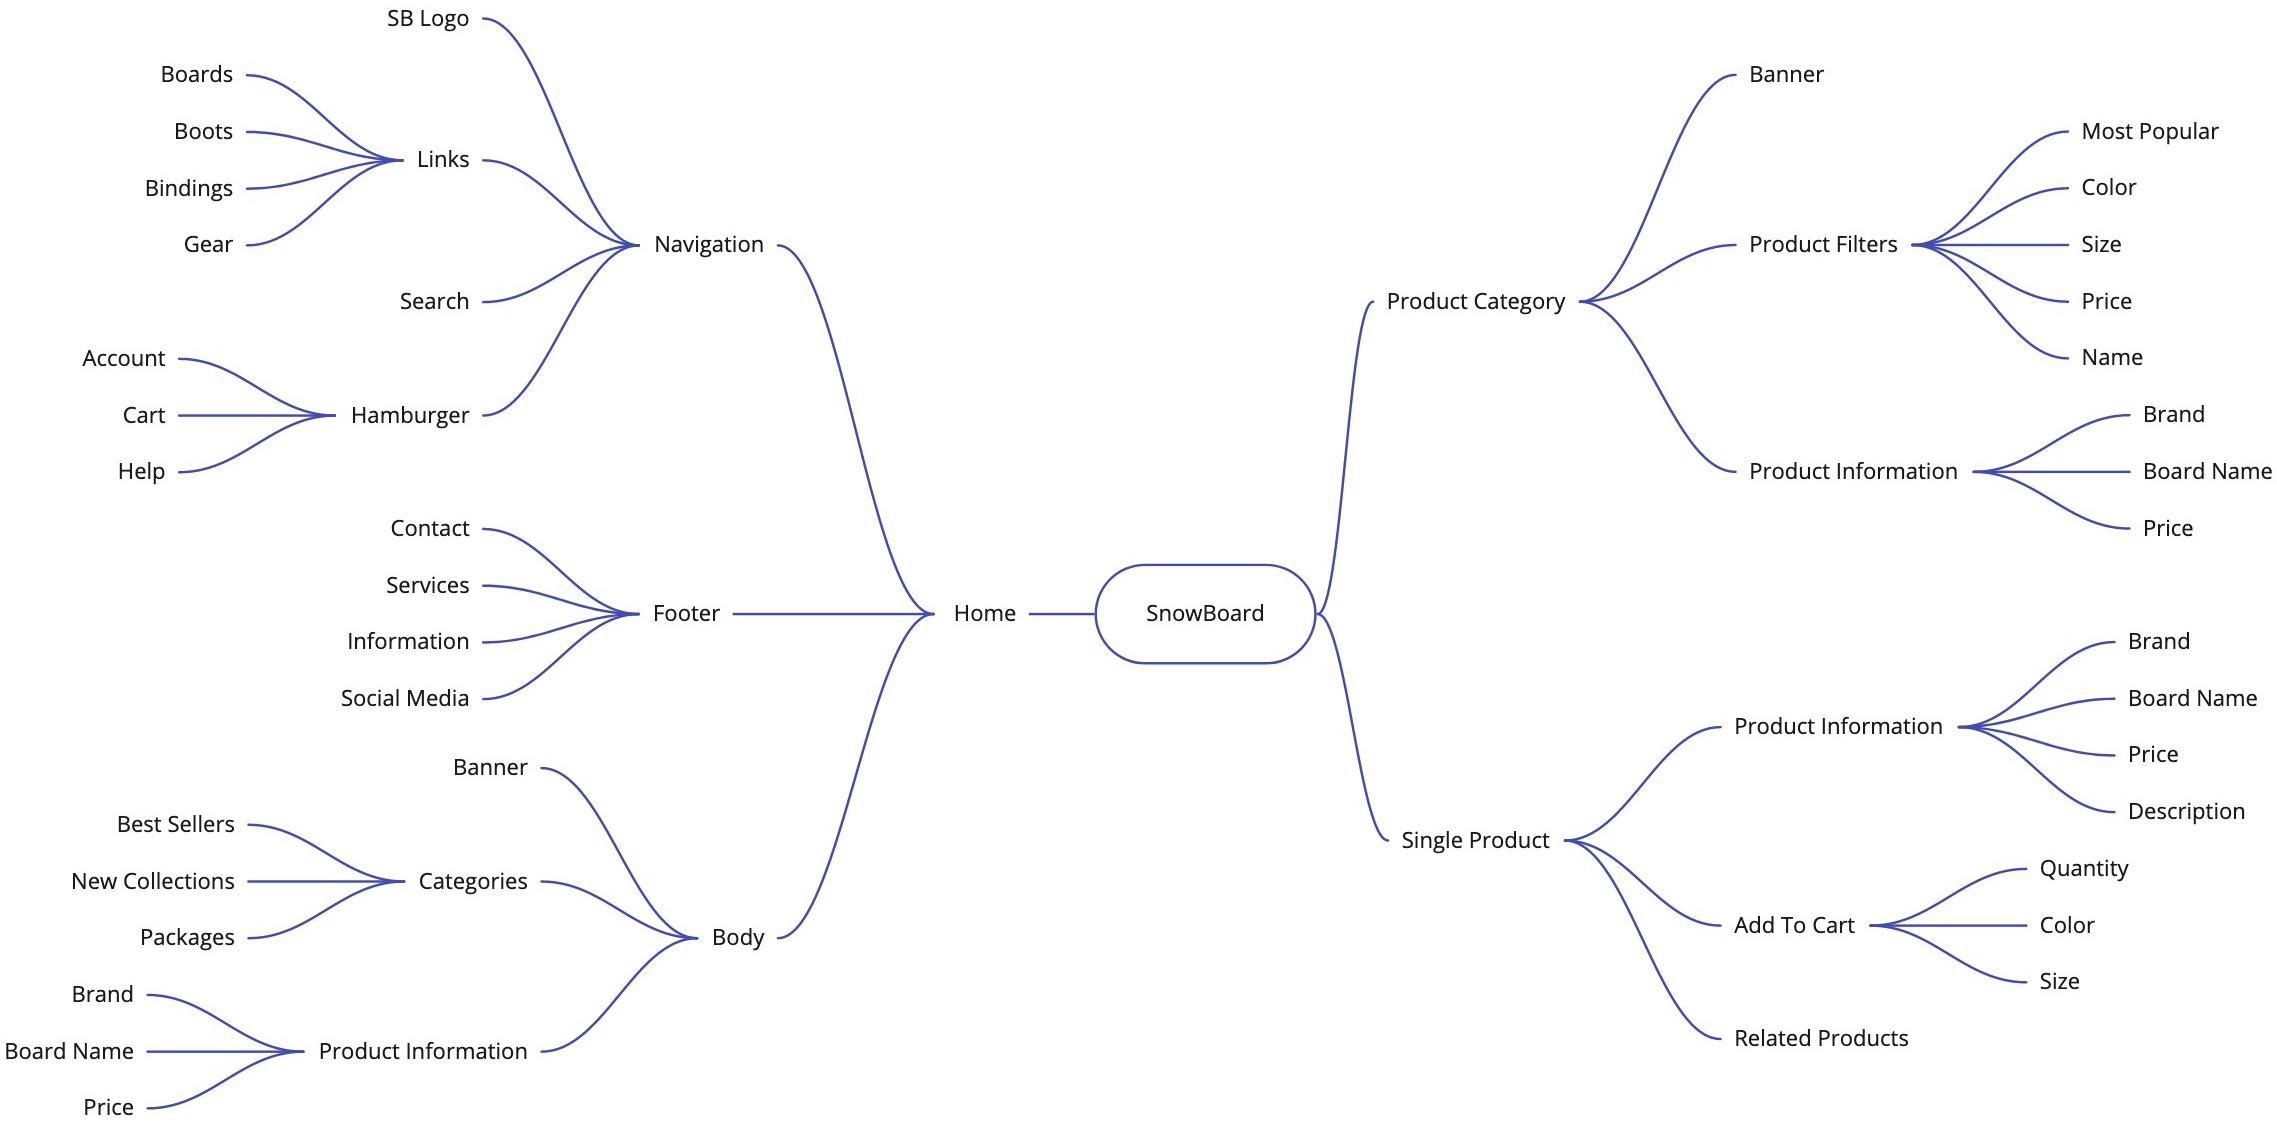 SB Logo
Boards
Boots
Bindings
Gear
Links
Search
Navigation
Account
Cart
Help
Hamburger
Contact
Services
Information
Social Media
Footer
Home
SnowBoard
Banner
Best Sellers
New Collections
Packages
Categories
Body
Brand
Board Name
Price
Product Information
Product Category
Banner
Product Filters
Most Popular
Color
Size
Price
Name
Product Information
Brand
Board Name
Price
Single Product
Product Information
Brand
Board Name
Price
Description
Add To Cart
Quantity
Color
Size
Related Products